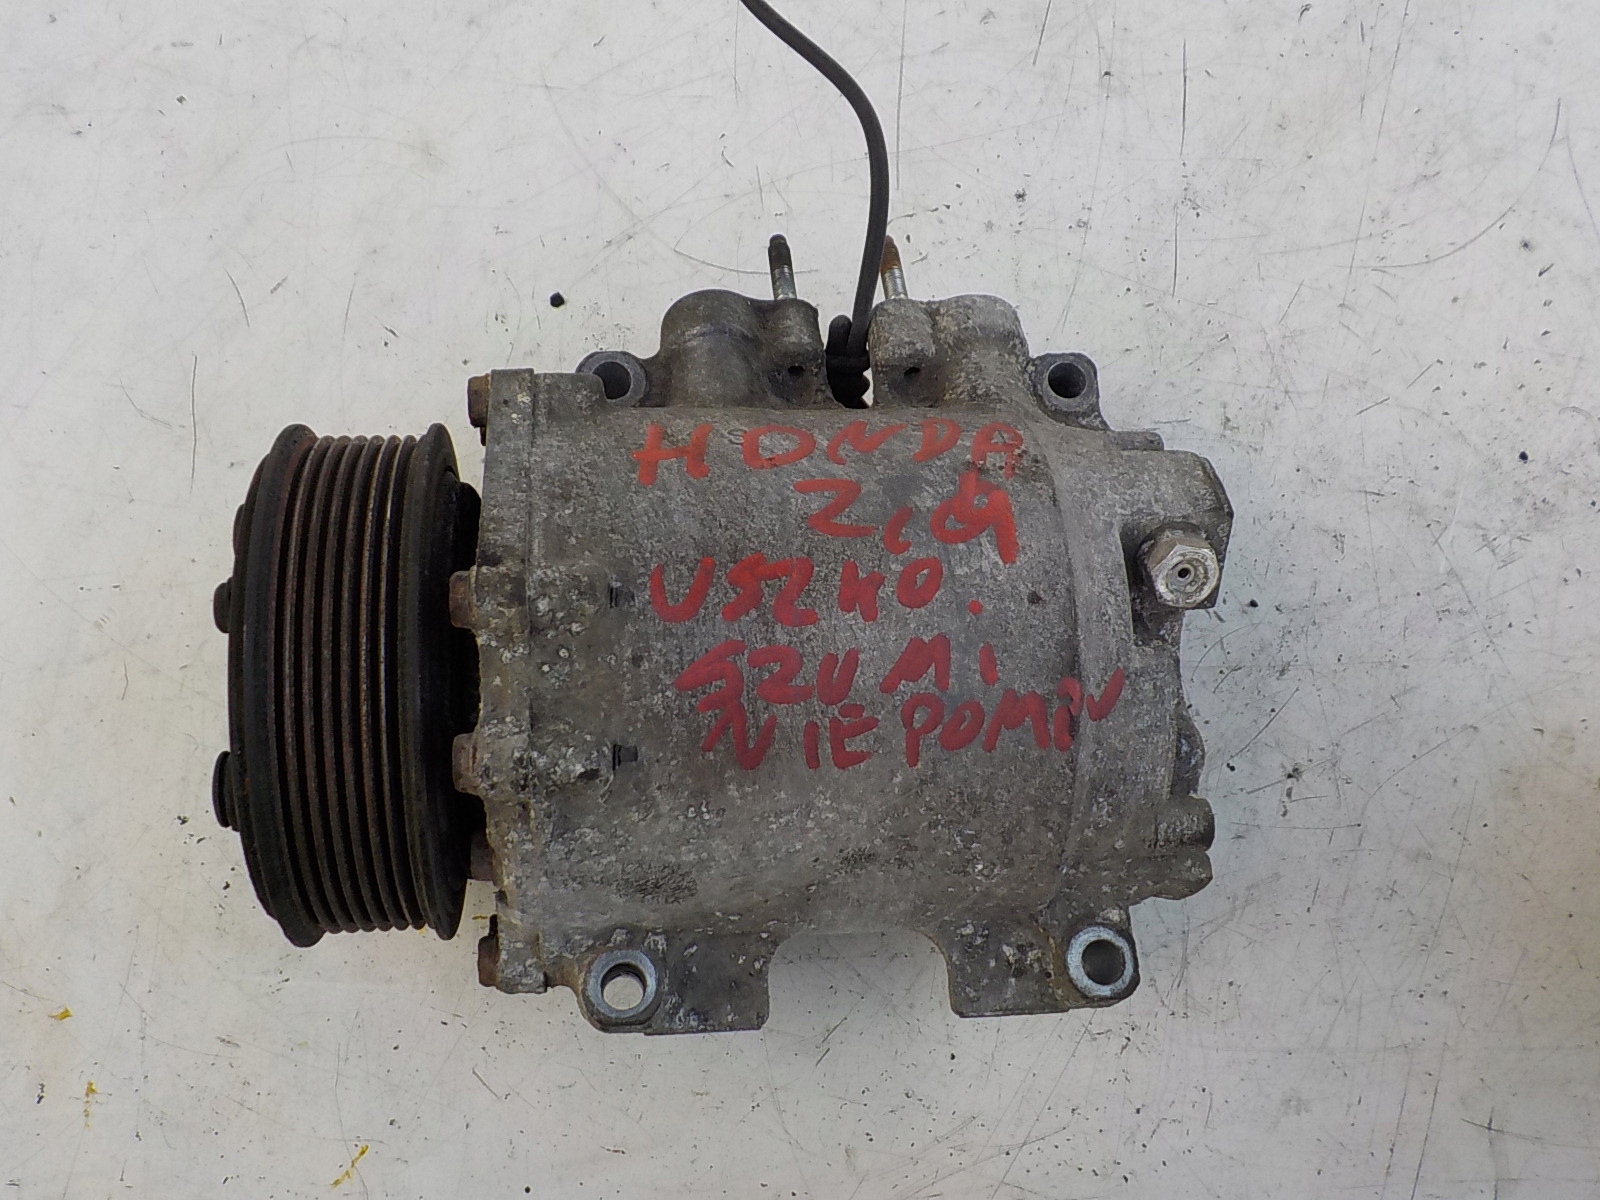 HONDA
2,0
USZKO.
SZUMI
NIE POMPU